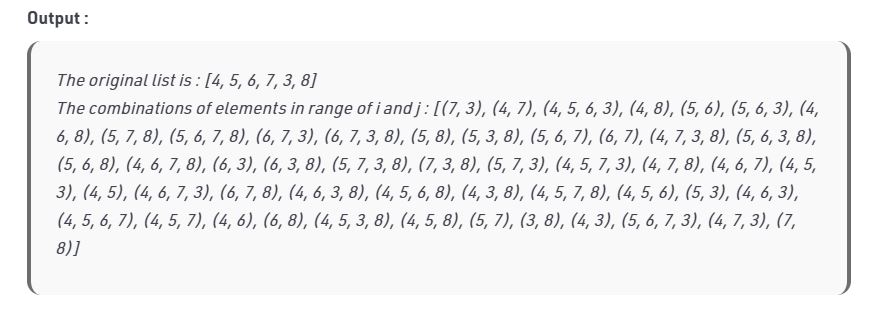 Output :
The original list is : [4, 5, 6, 7, 3, 8]
The combinations of elements in range of i and j : [(7, 3), (4, 7), (4, 5, 6, 3), (4, 8), (5, 6), (5, 6, 3), (4,
6, 8), (5, 7, 8), (5, 6, 7, 8), (6, 7, 3), (6, 7, 3, 8), (5, 8), (5, 3, 8), (5, 6, 7), (6, 7), (4, 7, 3, 8), (5, 6, 3, 8),
(5, 6, 8), (4, 6, 7, 8), (6, 3), (6, 3, 8), (5, 7, 3, 8), (7, 3, 8), (5, 7, 3), (4, 5, 7, 3), (4, 7, 8), (4, 6, 7), (4, 5,
3), (4, 5), (4, 6, 7, 3), (6, 7, 8), (4, 6, 3, 8), (4, 5, 6, 8), (4, 3, 8), (4, 5, 7, 8), (4, 5, 6), (5, 3), (4, 6, 3),
(4, 5, 6, 7), (4, 5, 7), (4, 6), (6, 8), (4, 5, 3, 8), (4, 5, 8), (5, 7), (3, 8), (4, 3), (5, 6, 7, 3), (4, 7, 3), (7,
8)]